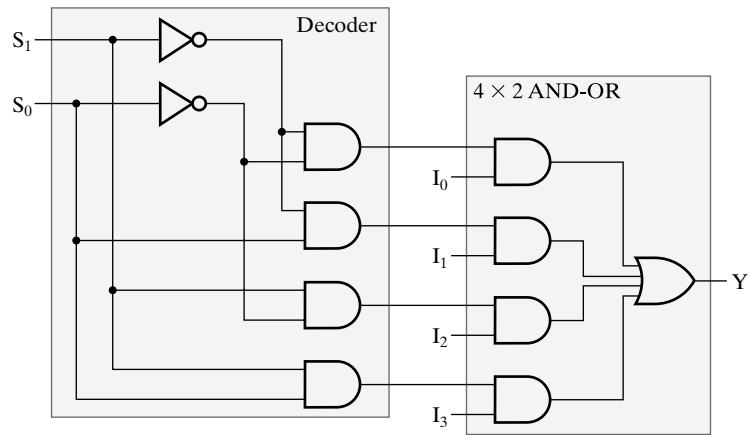 Decoder
S₁
S₀
4 × 2 AND-OR
I₀
I₁
Y
I₂
I₃